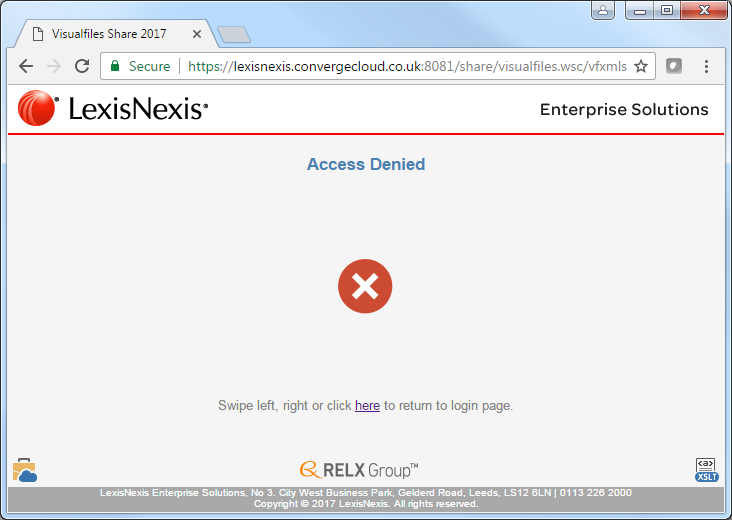 Visualfiles Share 2017
Secure https://lexisnexis.convergecloud.co.uk:8081/share/visualfiles.wsc/vfxmls
LexisNexis®
Enterprise Solutions
Access Denied
Swipe left, right or click here to return to login page.
RELX Group™
<a>
XSLT
LexisNexis Enterprise Solutions, No 3. City West Business Park, Gelderd Road, Leeds, LS12 6LN | 0113 226 2000
Copyright © 2017 LexisNexis. All rights reserved.